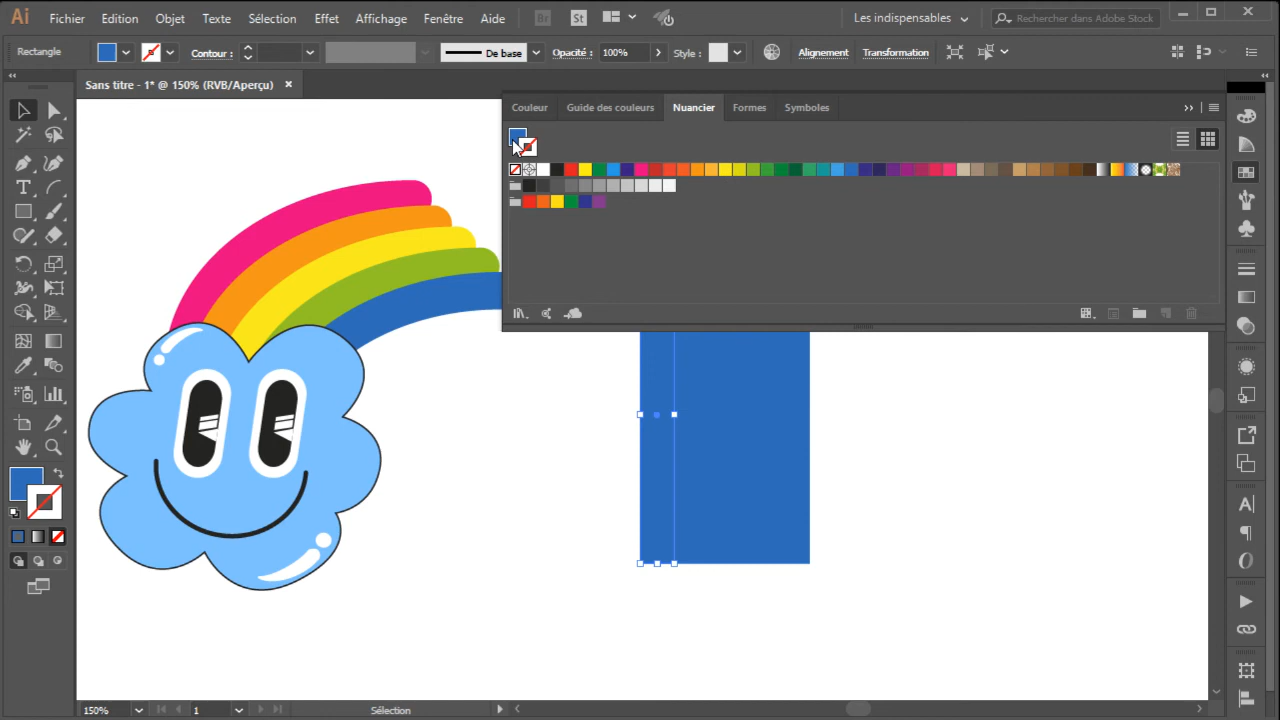 Ai Fichier Edition Objet Texte Sélection Effet Affichage Fenêtre Aide Br St Les indispensables Rechercher dans Adobe Stock
Rectangle Contour : De base Opacité : 100% Style : Alignement Transformation
Sans titre - 1* @ 150% (RVB/Aperçu)
Couleur Guide des couleurs Nuancier Formes Symboles
150% 1 Sélection